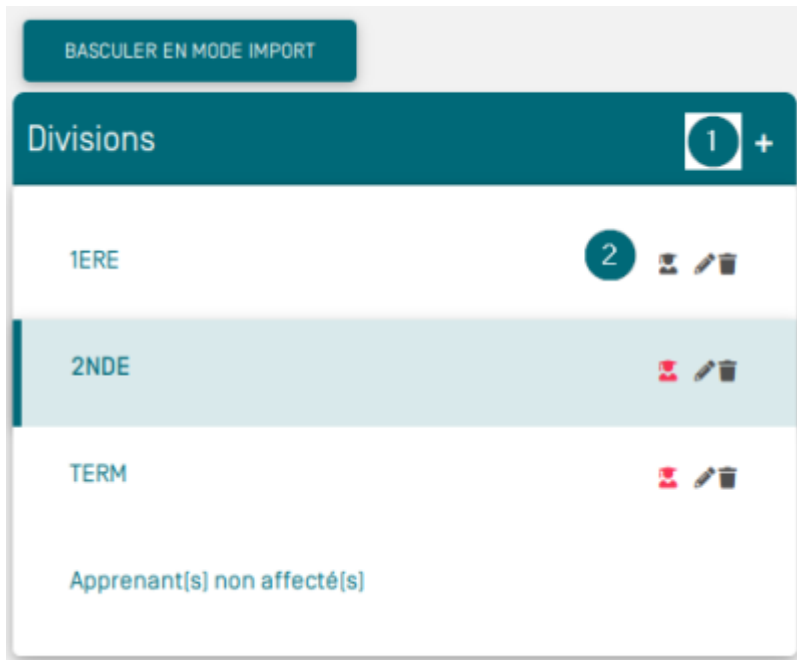 BASCULER EN MODE IMPORT
Divisions 1 +
1ERE 2
2NDE
TERM
Apprenant(s) non affecté(s)